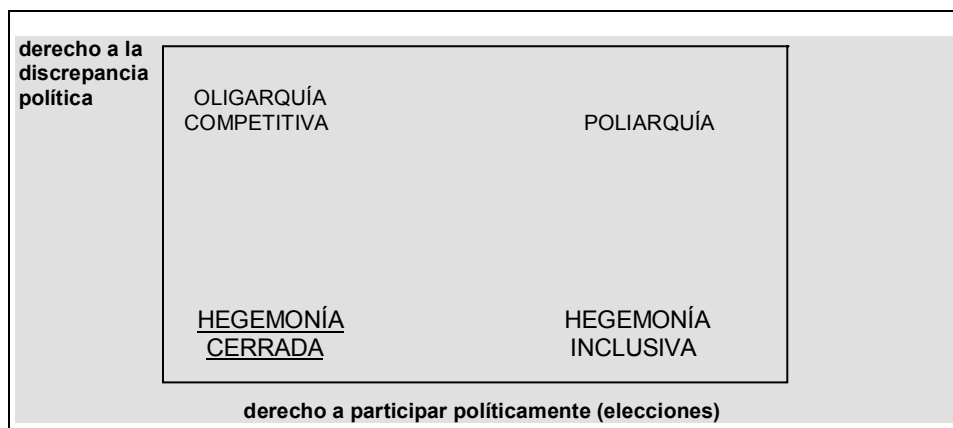 derecho a la
discrepancia
política
OLIGARQUÍA
COMPETITIVA
POLIARQUÍA
HEGEMONÍA
CERRADA
HEGEMONÍA
INCLUSIVA
derecho a participar políticamente (elecciones)